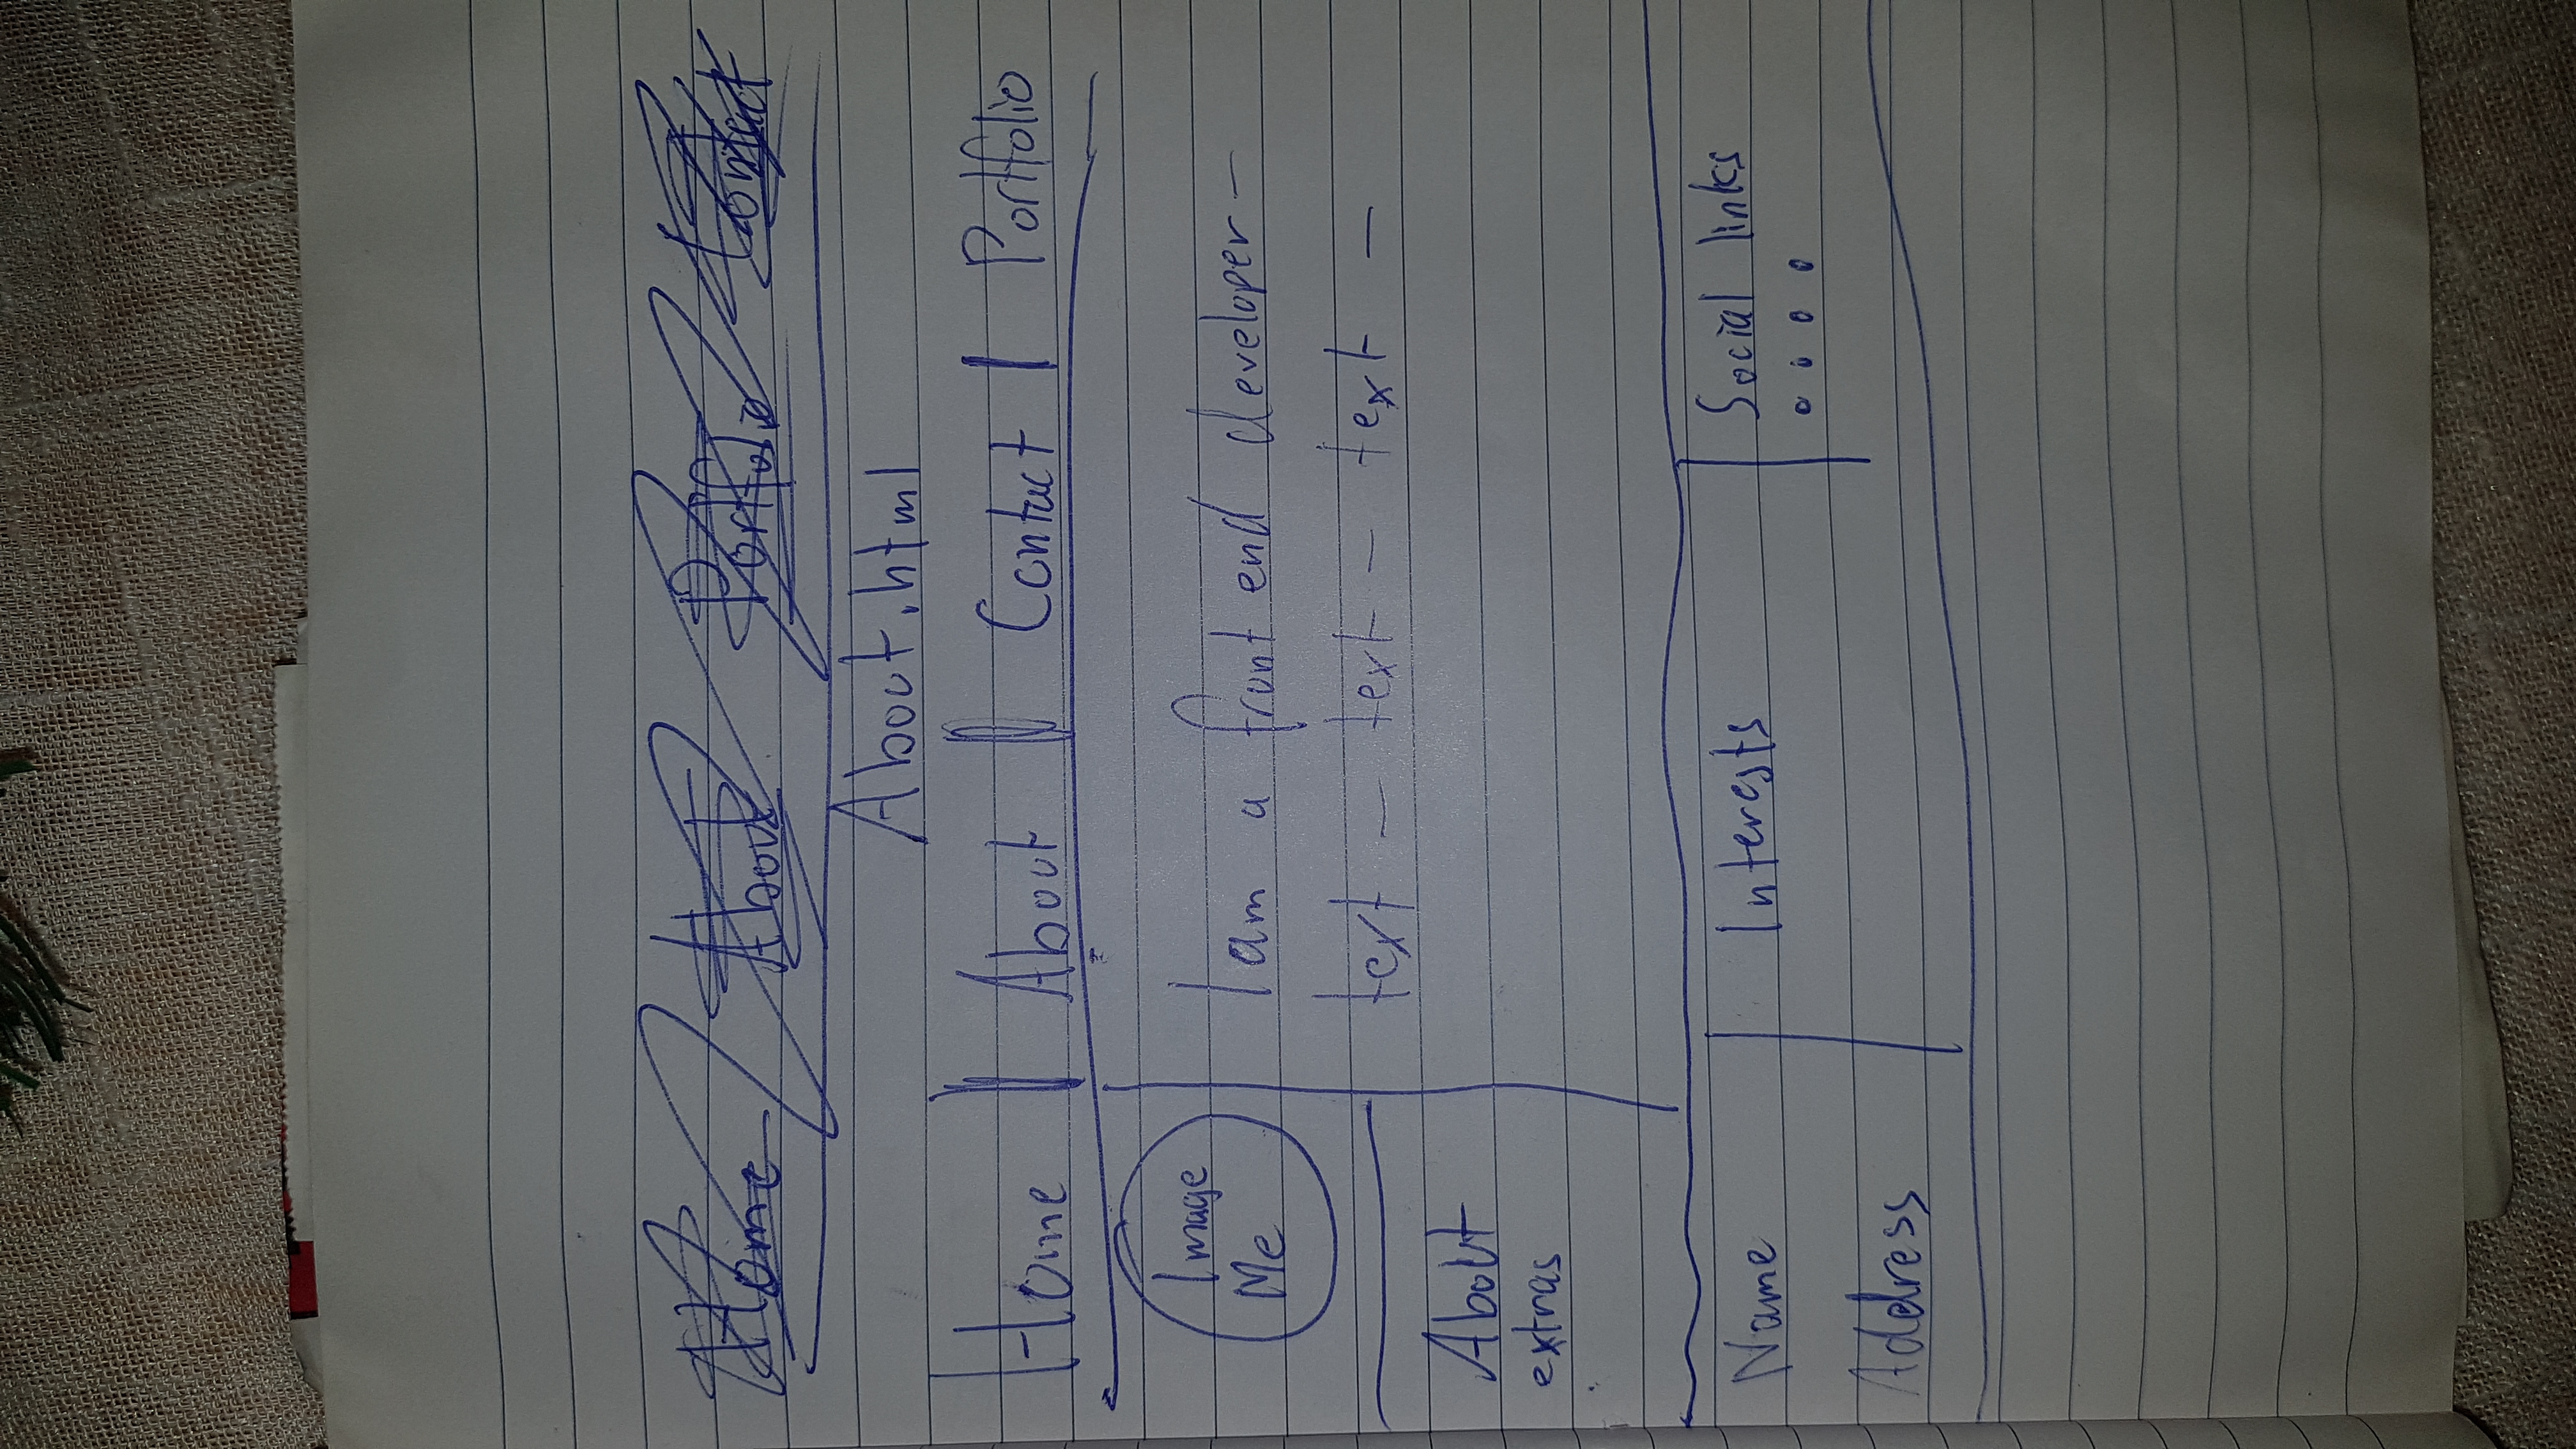 Home About Portfolio Contact
About.html
Home | About | Contact | Portfolio
Image
Me
I am a front end developer –
text – text – text –
About
extras
Name
Interests
Social links
Address